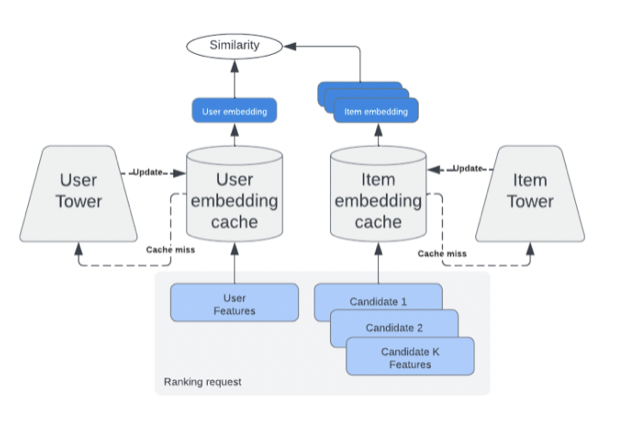 Similarity
User embedding
Item embedding
User
Tower
Update
User
embedding
cache
Item
embedding
cache
Update
Item
Tower
Cache miss
Cache miss
User
Features
Candidate 1
Candidate 2
Candidate K
Features
Ranking request